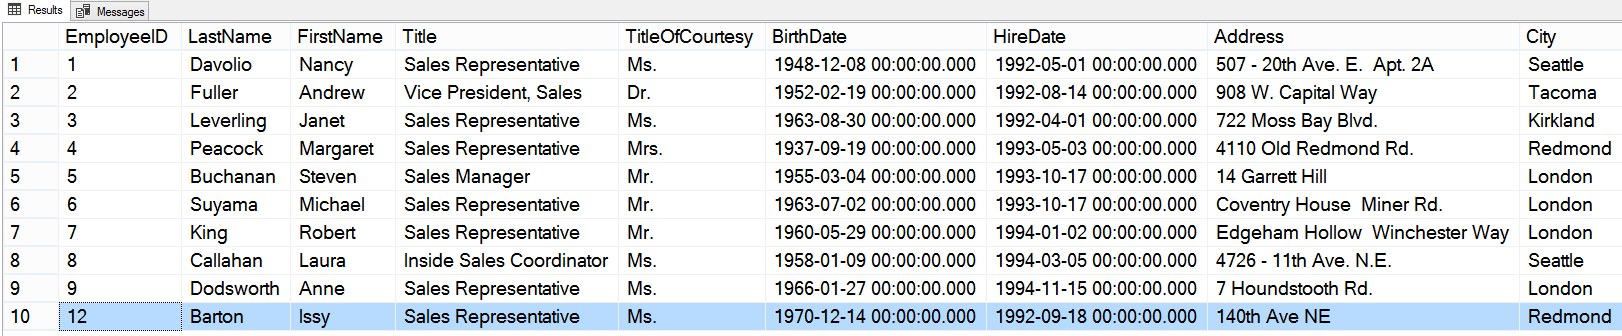 Results Messages
EmployeeID LastName FirstName Title TitleOfCourtesy BirthDate HireDate Address City
1 1 Davolio Nancy Sales Representative Ms. 1948-12-08 00:00:00.000 1992-05-01 00:00:00.000 507 - 20th Ave. E.  Apt. 2A Seattle
2 2 Fuller Andrew Vice President, Sales Dr. 1952-02-19 00:00:00.000 1992-08-14 00:00:00.000 908 W. Capital Way Tacoma
3 3 Leverling Janet Sales Representative Ms. 1963-08-30 00:00:00.000 1992-04-01 00:00:00.000 722 Moss Bay Blvd. Kirkland
4 4 Peacock Margaret Sales Representative Mrs. 1937-09-19 00:00:00.000 1993-05-03 00:00:00.000 4110 Old Redmond Rd. Redmond
5 5 Buchanan Steven Sales Manager Mr. 1955-03-04 00:00:00.000 1993-10-17 00:00:00.000 14 Garrett Hill London
6 6 Suyama Michael Sales Representative Mr. 1963-07-02 00:00:00.000 1993-10-17 00:00:00.000 Coventry House  Miner Rd. London
7 7 King Robert Sales Representative Mr. 1960-05-29 00:00:00.000 1994-01-02 00:00:00.000 Edgeham Hollow  Winchester Way London
8 8 Callahan Laura Inside Sales Coordinator Ms. 1958-01-09 00:00:00.000 1994-03-05 00:00:00.000 4726 - 11th Ave. N.E. Seattle
9 9 Dodsworth Anne Sales Representative Ms. 1966-01-27 00:00:00.000 1994-11-15 00:00:00.000 7 Houndstooth Rd. London
10 12 Barton Issy Sales Representative Ms. 1970-12-14 00:00:00.000 1992-09-18 00:00:00.000 140th Ave NE Redmond